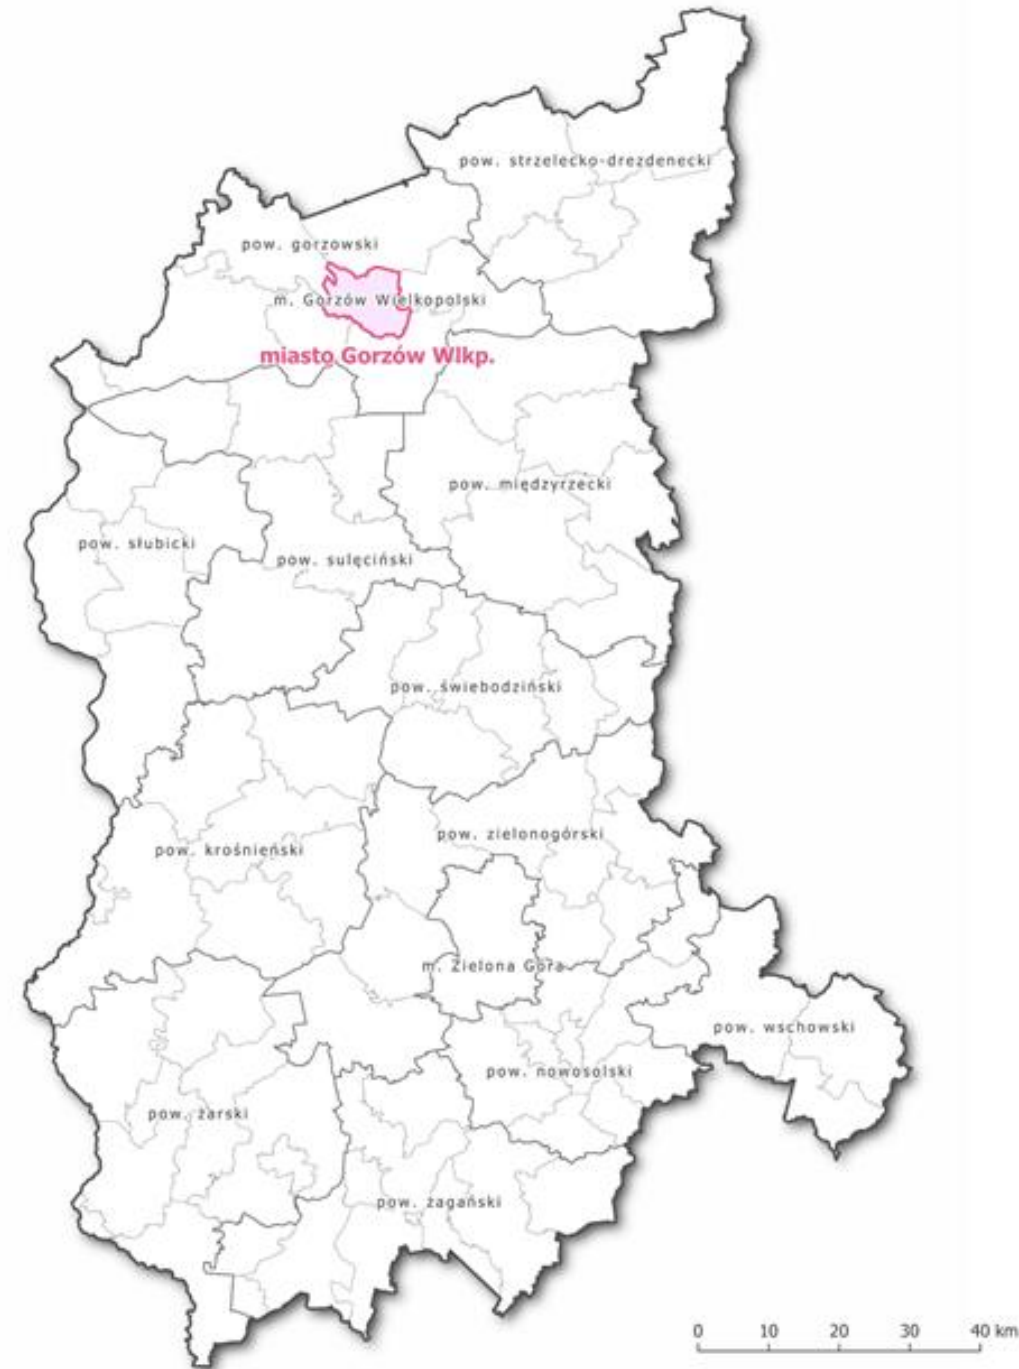 pow. strzelecko-drezdenecki
pow. gorzowski
m. Gorzów Wielkopolski
miasto Gorzów Wlkp.
pow. międzyrzecki
pow. słubicki
pow. sulęciński
pow. świebodziński
pow. zielonogórski
pow. krośnieński
m. Zielona Góra
pow. wschowski
pow. nowosolski
pow. żarski
pow. żagański
0 10 20 30 40 km